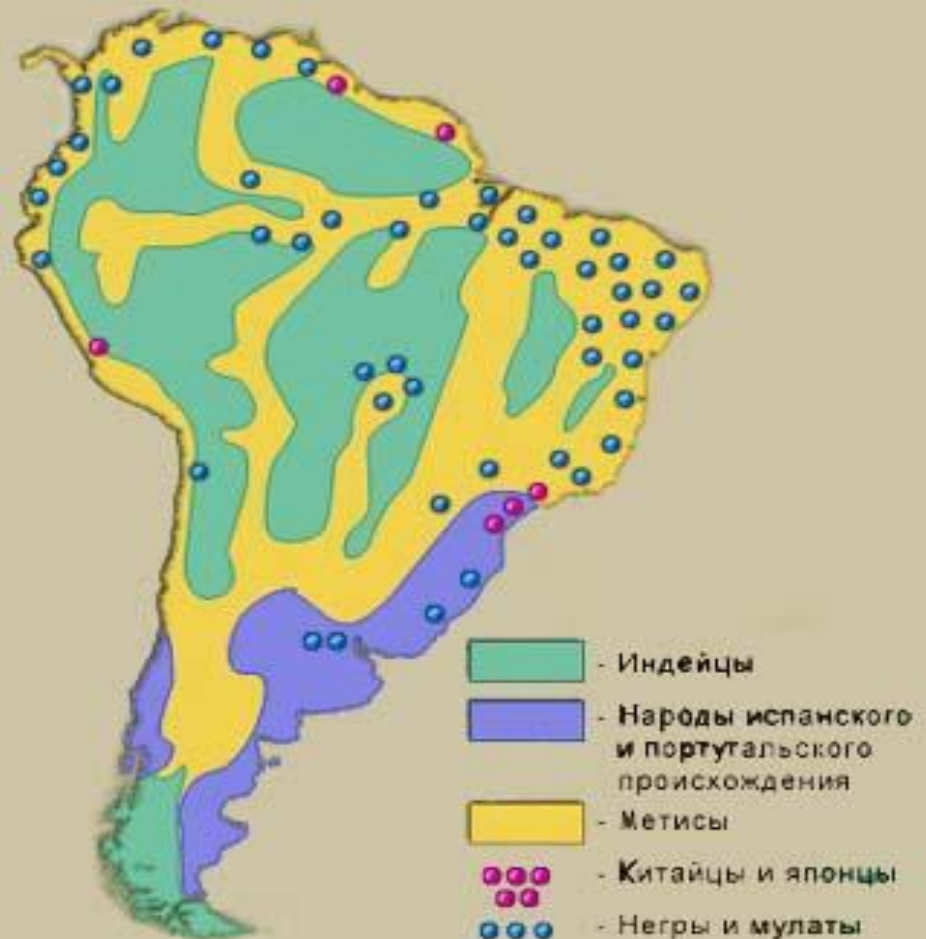 - Индейцы
- Народы испанского
и португальского
происхождения
- Метисы
- Китайцы и японцы
- Негры и мулаты